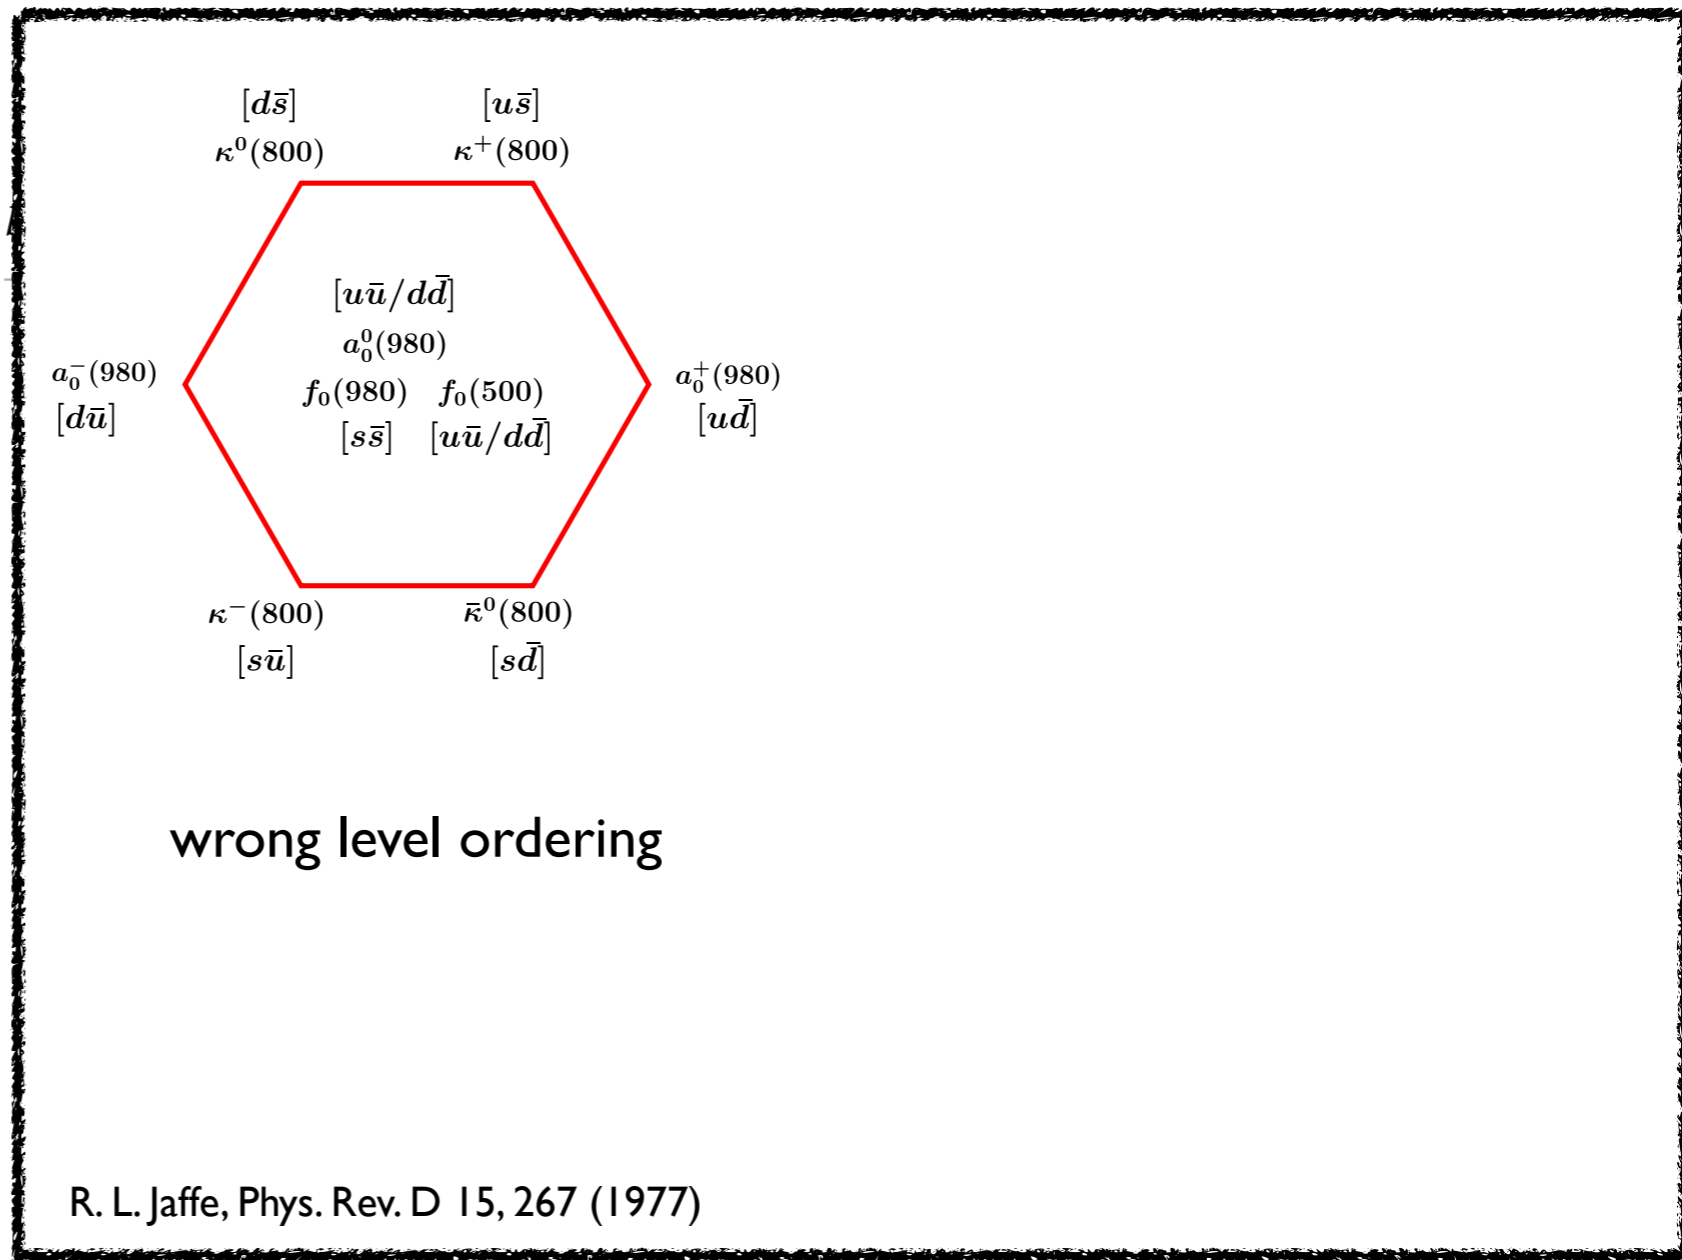 [ds̄] [us̄]
κ⁰(800) κ⁺(800)
[uū/dd̄]
a₀⁰(980)
a₀⁻(980) f₀(980) f₀(500) a₀⁺(980)
[dū] [ss̄] [uū/dd̄] [ud̄]
κ⁻(800) κ̄⁰(800)
[sū] [sd̄]
wrong level ordering
R. L. Jaffe, Phys. Rev. D 15, 267 (1977)